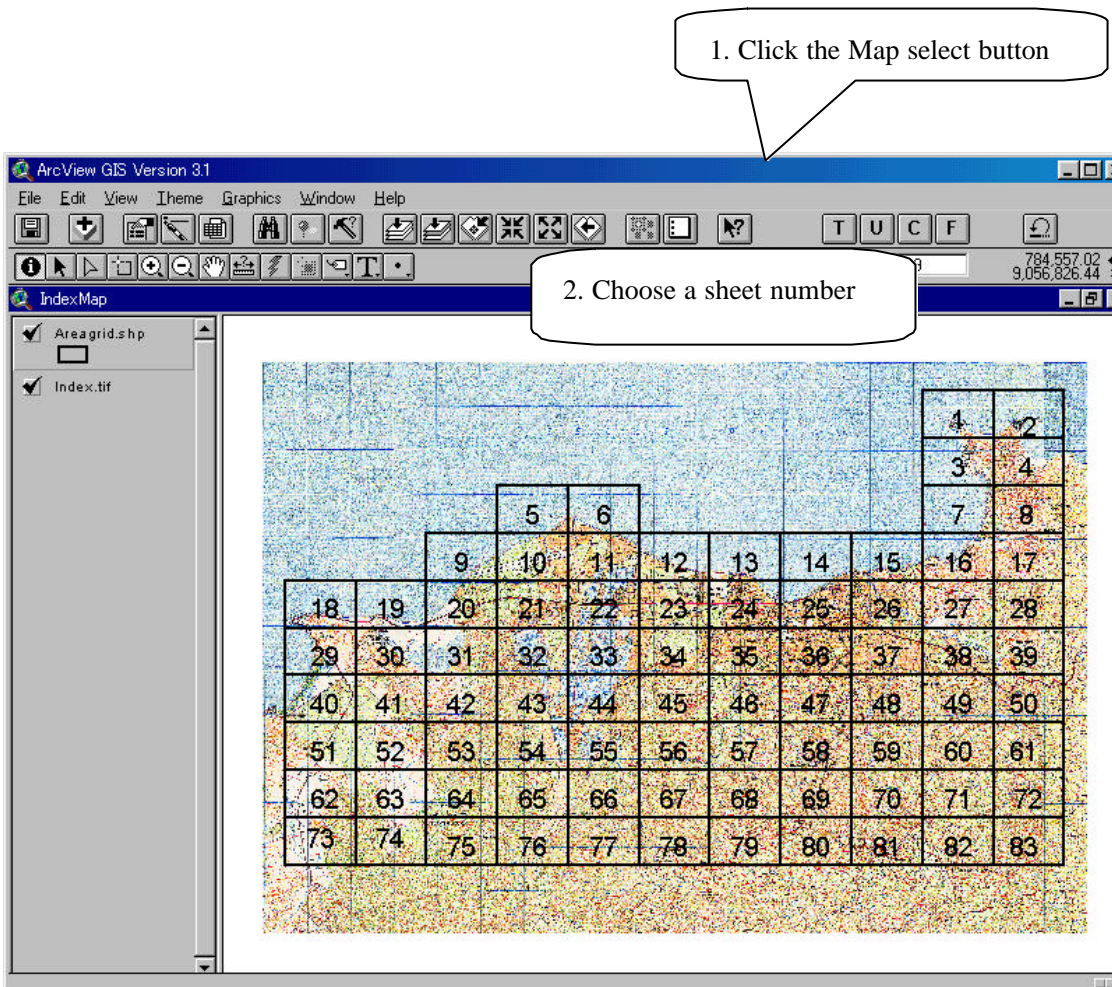 1. Click the Map select button
ArcView GIS Version 3.1
File Edit View Theme Graphics Window Help
T U C F
784,557.02
9,056,826.44
2. Choose a sheet number
IndexMap
Areagrid.shp
Index.tif
1 2
3 4
5 6 7 8
9 10 11 12 13 14 15 16 17
18 19 20 21 22 23 24 25 26 27 28
29 30 31 32 33 34 35 36 37 38 39
40 41 42 43 44 45 46 47 48 49 50
51 52 53 54 55 56 57 58 59 60 61
62 63 64 65 66 67 68 69 70 71 72
73 74 75 76 77 78 79 80 81 82 83